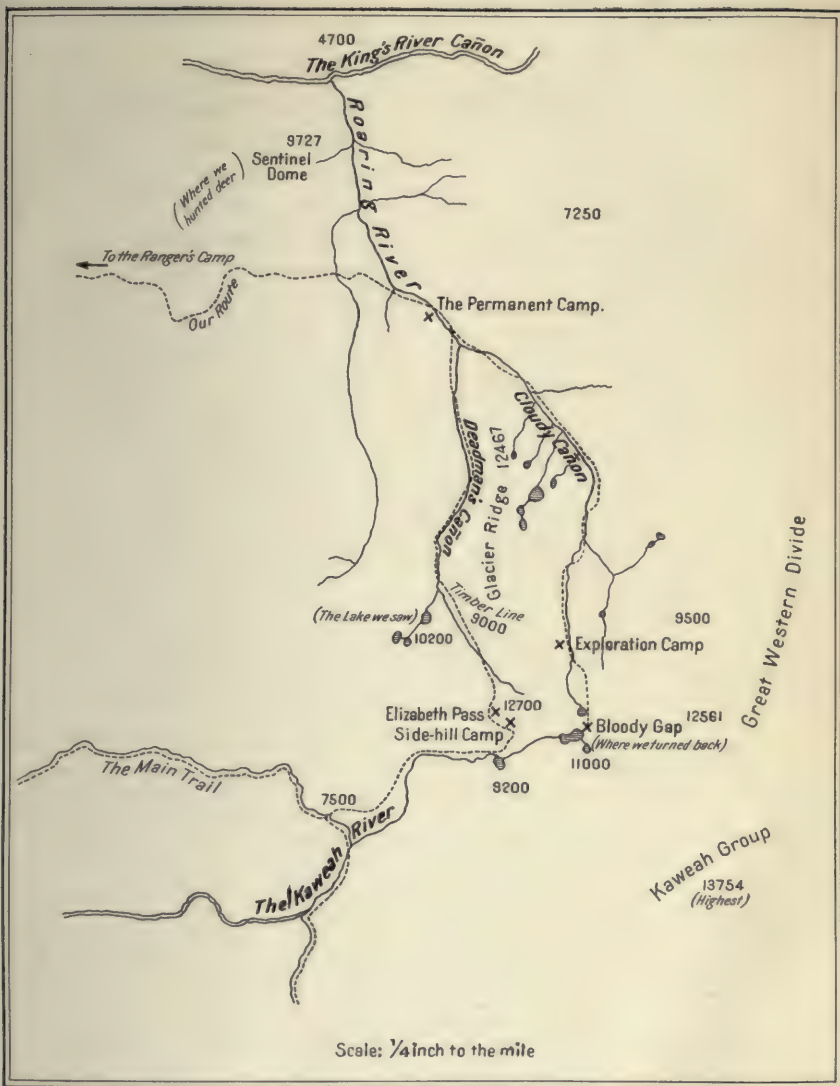 4700
The King's River Cañon
Roaring River
9727
Sentinel
Dome
(Where we
hunted deer)
7250
To the Ranger's Camp
Our Route
The Permanent Camp.
Cloudy Cañon
Deadman's Cañon
12467
Glacier Ridge
Great Western Divide
Timber Line
9000
(The Lake we saw)
10200
9500
Exploration Camp
Elizabeth Pass
12700
Side-hill Camp
Bloody Gap
12561
(Where we turned back)
11000
9200
The Main Trail
7500
The Kaweah River
Kaweah Group
13754
(Highest)
Scale: 1/4 inch to the mile